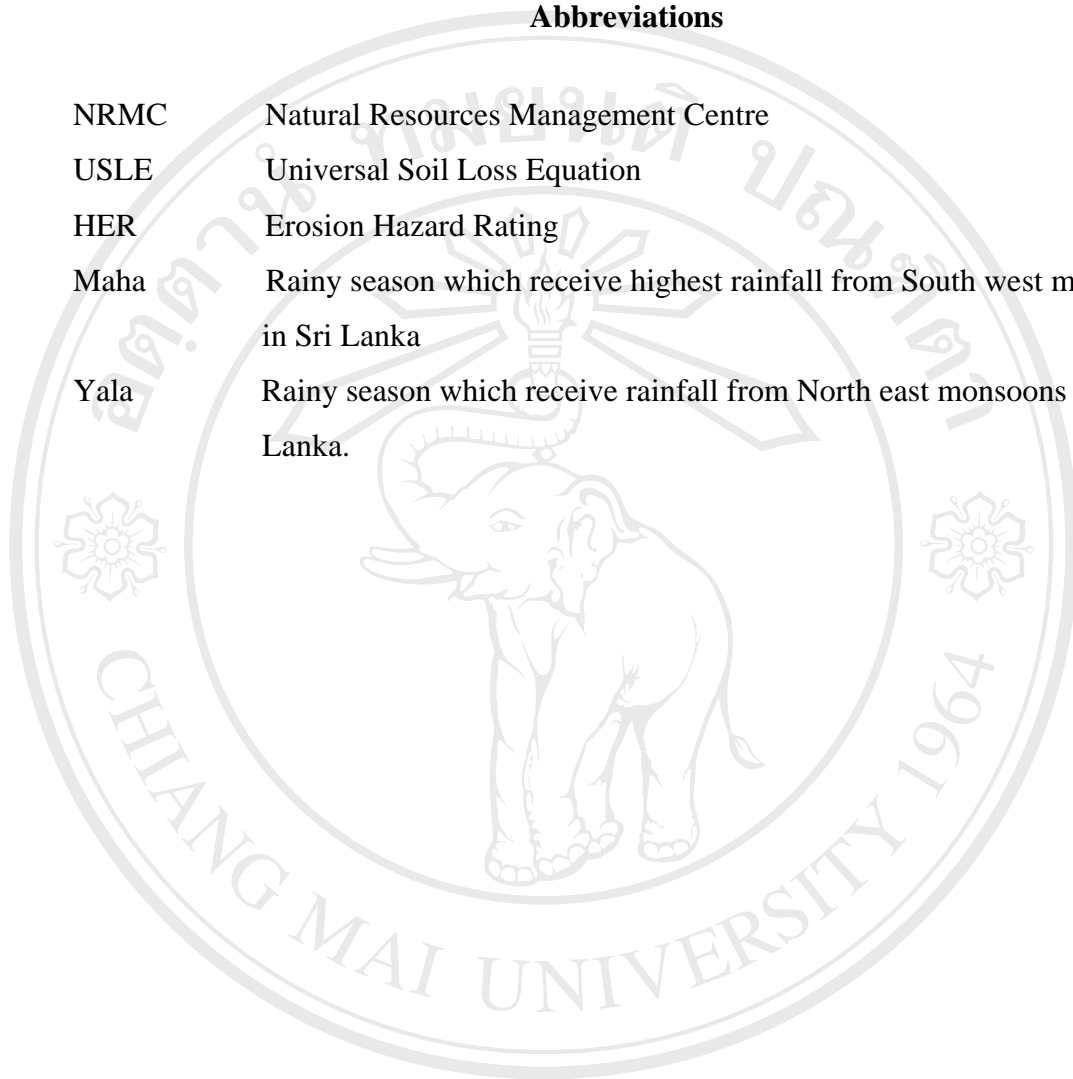 Abbreviations
NRMC Natural Resources Management Centre
USLE Universal Soil Loss Equation
HER Erosion Hazard Rating
Maha Rainy season which receive highest rainfall from South west m
in Sri Lanka
Yala Rainy season which receive rainfall from North east monsoons
Lanka.
CHIANG MAI UNIVERSITY 1964